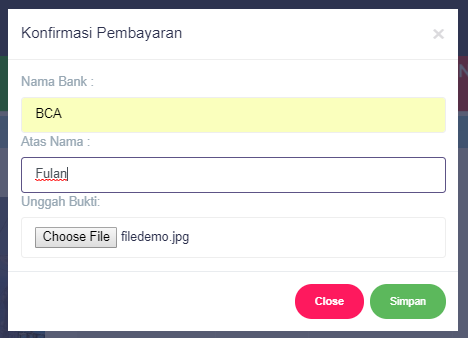 Konfirmasi Pembayaran ×
Nama Bank :
BCA
Atas Nama :
Fulan
Unggah Bukti:
Choose File filedemo.jpg
Close Simpan
N